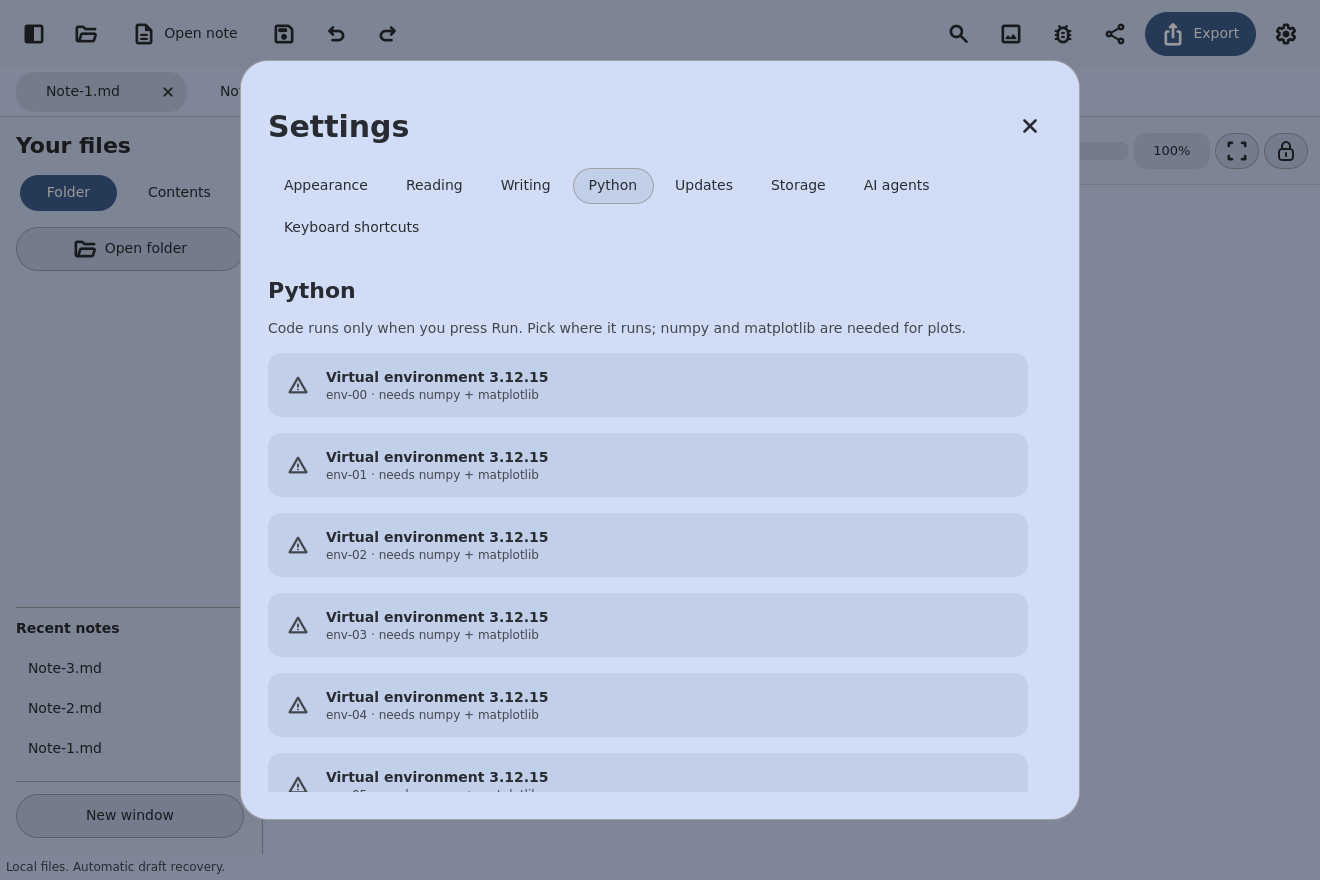 Open note
Export
Note-1.md
Your files
100%
Folder Contents
Open folder
Recent notes
Note-3.md
Note-2.md
Note-1.md
New window
Local files. Automatic draft recovery.
Settings
Appearance Reading Writing Python Updates Storage AI agents
Keyboard shortcuts
Python
Code runs only when you press Run. Pick where it runs; numpy and matplotlib are needed for plots.
Virtual environment 3.12.15
env-00 · needs numpy + matplotlib
Virtual environment 3.12.15
env-01 · needs numpy + matplotlib
Virtual environment 3.12.15
env-02 · needs numpy + matplotlib
Virtual environment 3.12.15
env-03 · needs numpy + matplotlib
Virtual environment 3.12.15
env-04 · needs numpy + matplotlib
Virtual environment 3.12.15